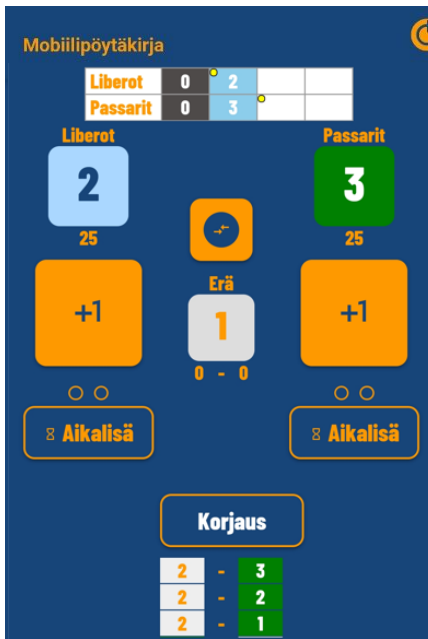 Mobiilipöytäkirja
Liberot 0 2
Passarit 0 3
Liberot Passarit
2 3
25 25
Erä
+1 1 +1
0 - 0
Aikalisä Aikalisä
Korjaus
2 - 3
2 - 2
2 - 1